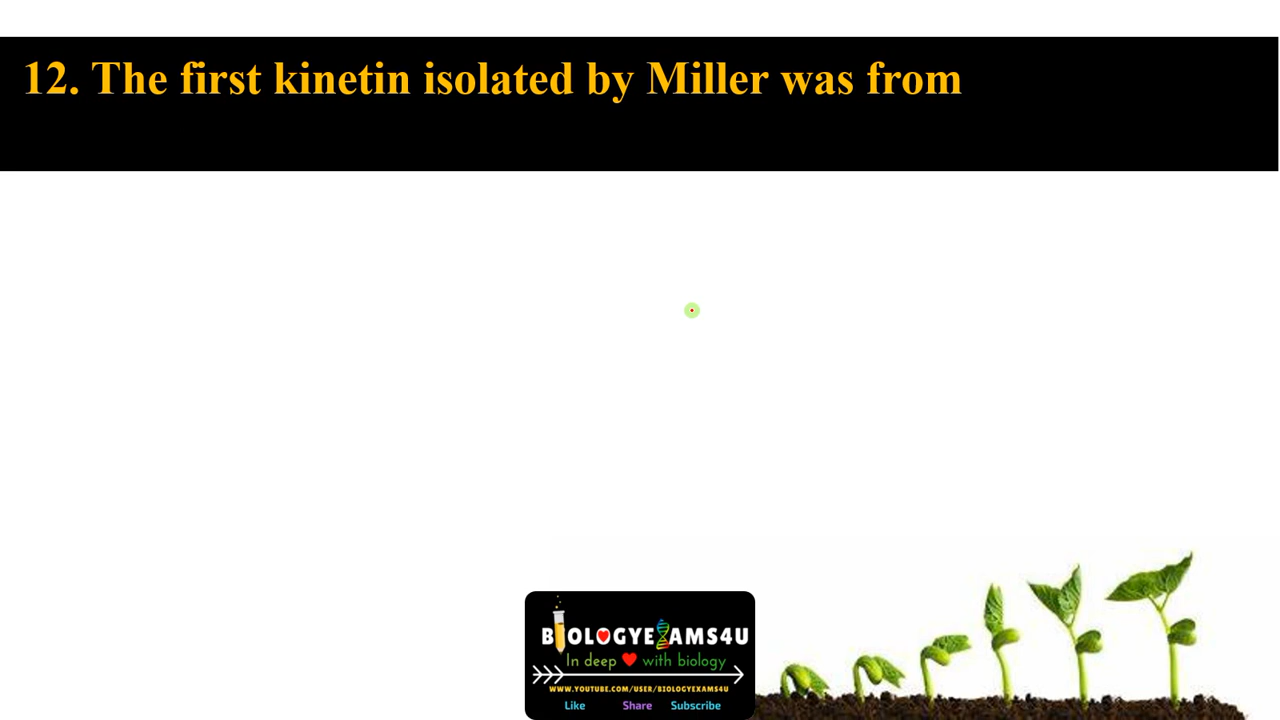 12. The first kinetin isolated by Miller was from
BIOLOGYEXAMS4U
In deep ❤ with biology
WWW.YOUTUBE.COM/USER/BIOLOGYEXAMS4U
Like Share Subscribe